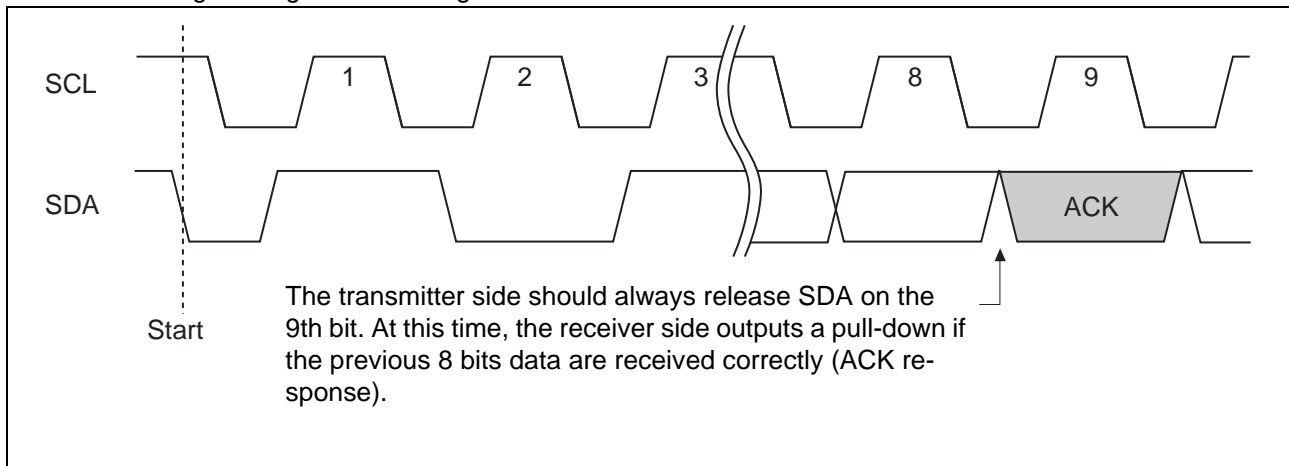 SCL
1
2
3
8
9
SDA
ACK
Start
The transmitter side should always release SDA on the
9th bit. At this time, the receiver side outputs a pull-down if
the previous 8 bits data are received correctly (ACK re-
sponse).